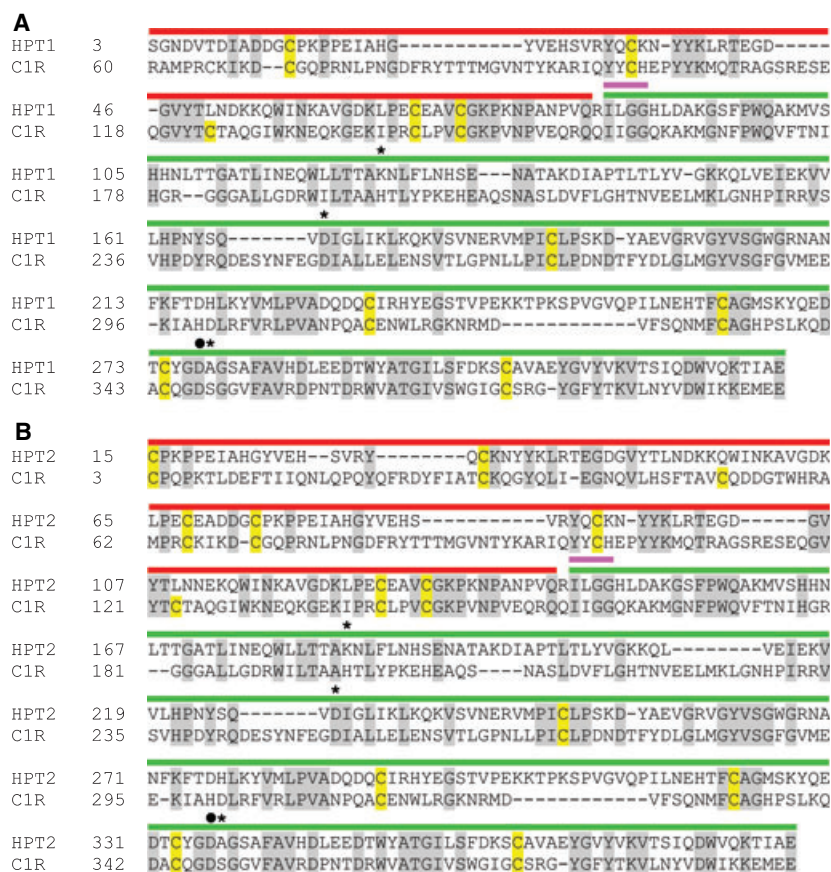 A
HPT1 3 SGNDVTDIADDGCPKPPEIAHG-----------YVEHSVRYQCKN-YYKLRTEGD-----
C1R 60 RAMPRCKIKD--CGQPRNLPNGDFRYTTTMGVNTYKARIQYYCHEPYYKMQTRAGSRESE
HPT1 46 -GVYTLNDKKQWINKAVGDKLPECEAVCGKPKNPANPVQRILGGHLDAKGSFPWQAKMVS
C1R 118 QGVYTCTAQGIWKNEQKGEKIPRCLPVCGKPVNPVEQRQQIIGGQKAKMGNFPWQVFTNI
*
HPT1 105 HHNLTTGATLINEQWLLTTAKNLFLNHSE---NATAKDIAPTLTLYV-GKKQLVEIEKVV
C1R 178 HGR--GGGALLGDRWILTAAHTLYPKEHEAQSNASLDVFLGHTNVEELMKLGNHPIRRVS
*
HPT1 161 LHPNYSQ-------VDIGLIKLKQKVSVNERVMPICLPSKD-YAEVGRVGYVSGWGRNAN
C1R 236 VHPDYRQDESYNFEGDIALLELENSVTLGPNLLPICLPDNDTFYDLGLMGYVSGFGVMEE
HPT1 213 FKFTDHLKYVMLPVADQDQCIRHYEGSTVPEKKTPKSPVGVQPILNEHTFCAGMSKYQED
C1R 296 -KIAHDLRFVRLPVANPQACENWLRGKNRMD------------VFSQNMFCAGHPSLKQD
●*
HPT1 273 TCYGDAGSAFAVHDLEEDTWYATGILSFDKSCAVAEYGVYVKVTSIQDWVQKTIAE
C1R 343 ACQGDSGGVFAVRDPNTDRWVATGIVSWGIGCSRG-YGFYTKVLNYVDWIKKEMEE
B
HPT2 15 CPKPPEIAHGYVEH--SVRY--------QCKNYYKLRTEGDGVYTLNDKKQWINKAVGDK
C1R 3 CPQPKTLDEFTIIQNLQPQYQFRDYFIATCKQGYQLI-EGNQVLHSFTAVCQDDGTWHRA
HPT2 65 LPECEADDGCPKPPEIAHGYVEHS------------VRYQCKN-YYKLRTEGD------GV
C1R 62 MPRCKIKD-CGQPRNLPNGDFRYTTTMGVNTYKARIQYYCHEPYYKMQTRAGSRESEQGV
HPT2 107 YTLNNEKQWINKAVGDKLPECEAVCGKPKNPANPVQRILGGHLDAKGSFPWQAKMVSHHN
C1R 121 YTCTAQGIWKNEQKGEKIPRCLPVCGKPVNPVEQRQQIIGGQKAKMGNFPWQVFTNIHGR
*
HPT2 167 LTTGATLINEQWLLTTAKNLFLNHSENATAKDIAPTLTLYVGKKQL--------VEIEKV
C1R 181 --GGGALLGDRWILTAAHTLYPKEHEAQS----NASLDVFLGHTNVEELMKLGNHPIRRV
*
HPT2 219 VLHPNYSQ-------VDIGLIKLKQKVSVNERVMPICLPSKD-YAEVGRVGYVSGWGRNA
C1R 235 SVHPDYRQDESYNFEGDIALLELENSVTLGPNLLPICLPDNDTFYDLGLMGYVSGFGVME
HPT2 271 NFKFTDHLKYVMLPVADQDQCIRHYEGSTVPEKKTPKSPVGVQPILNEHTFCAGMSKYQE
C1R 295 E-KIAHDLRFVRLPVANPQACENWLRGKNRMD------------VFSQNMFCAGHPSLKQ
●*
HPT2 331 DTCYGDAGSAFAVHDLEEDTWYATGILSFDKSCAVAEYGVYVKVTSIQDWVQKTIAE
C1R 342 DACQGDSGGVFAVRDPNTDRWVATGIVSWGIGCSRG-YGFYTKVLNYVDWIKKEMEE